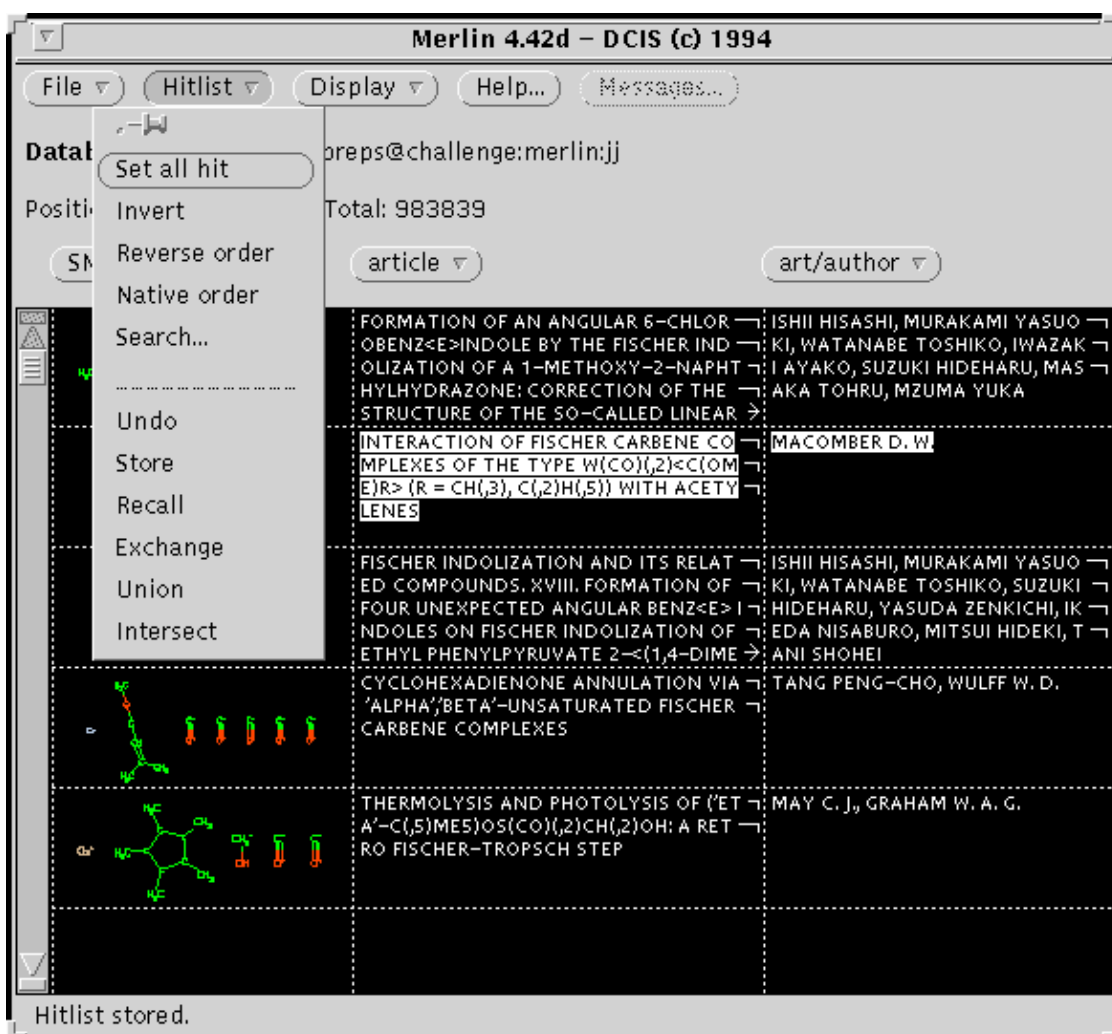 Merlin 4.42d – DCIS (c) 1994
File Hitlist Display Help... Messages...
Datab preps@challenge:merlin:jj
Positi Total: 983839
SM article art/author
Set all hit
Invert
Reverse order
Native order
Search...
Undo
Store
Recall
Exchange
Union
Intersect
FORMATION OF AN ANGULAR 6–CHLOR
OBENZ<E>INDOLE BY THE FISCHER IND
OLIZATION OF A 1–METHOXY–2–NAPHT
HYLHYDRAZONE: CORRECTION OF THE
STRUCTURE OF THE SO–CALLED LINEAR
ISHII HISASHI, MURAKAMI YASUO
KI, WATANABE TOSHIKO, IWAZAK
I AYAKO, SUZUKI HIDEHARU, MAS
AKA TOHRU, MZUMA YUKA
INTERACTION OF FISCHER CARBENE CO
MPLEXES OF THE TYPE W(CO)(,2)<C(OM
E)R> (R = CH(,3), C(,2)H(,5)) WITH ACETY
LENES
MACOMBER D. W.
FISCHER INDOLIZATION AND ITS RELAT
ED COMPOUNDS. XVIII. FORMATION OF
FOUR UNEXPECTED ANGULAR BENZ<E> I
NDOLES ON FISCHER INDOLIZATION OF
ETHYL PHENYLPYRUVATE 2–<(1,4–DIME
ISHII HISASHI, MURAKAMI YASUO
KI, WATANABE TOSHIKO, SUZUKI
HIDEHARU, YASUDA ZENKICHI, IK
EDA NISABURO, MITSUI HIDEKI, T
ANI SHOHEI
CYCLOHEXADIENONE ANNULATION VIA
'ALPHA','BETA'–UNSATURATED FISCHER
CARBENE COMPLEXES
TANG PENG–CHO, WULFF W. D.
THERMOLYSIS AND PHOTOLYSIS OF ('ET
A'–C(,5)ME5)OS(CO)(,2)CH(,2)OH: A RET
RO FISCHER–TROPSCH STEP
MAY C. J., GRAHAM W. A. G.
Hitlist stored.